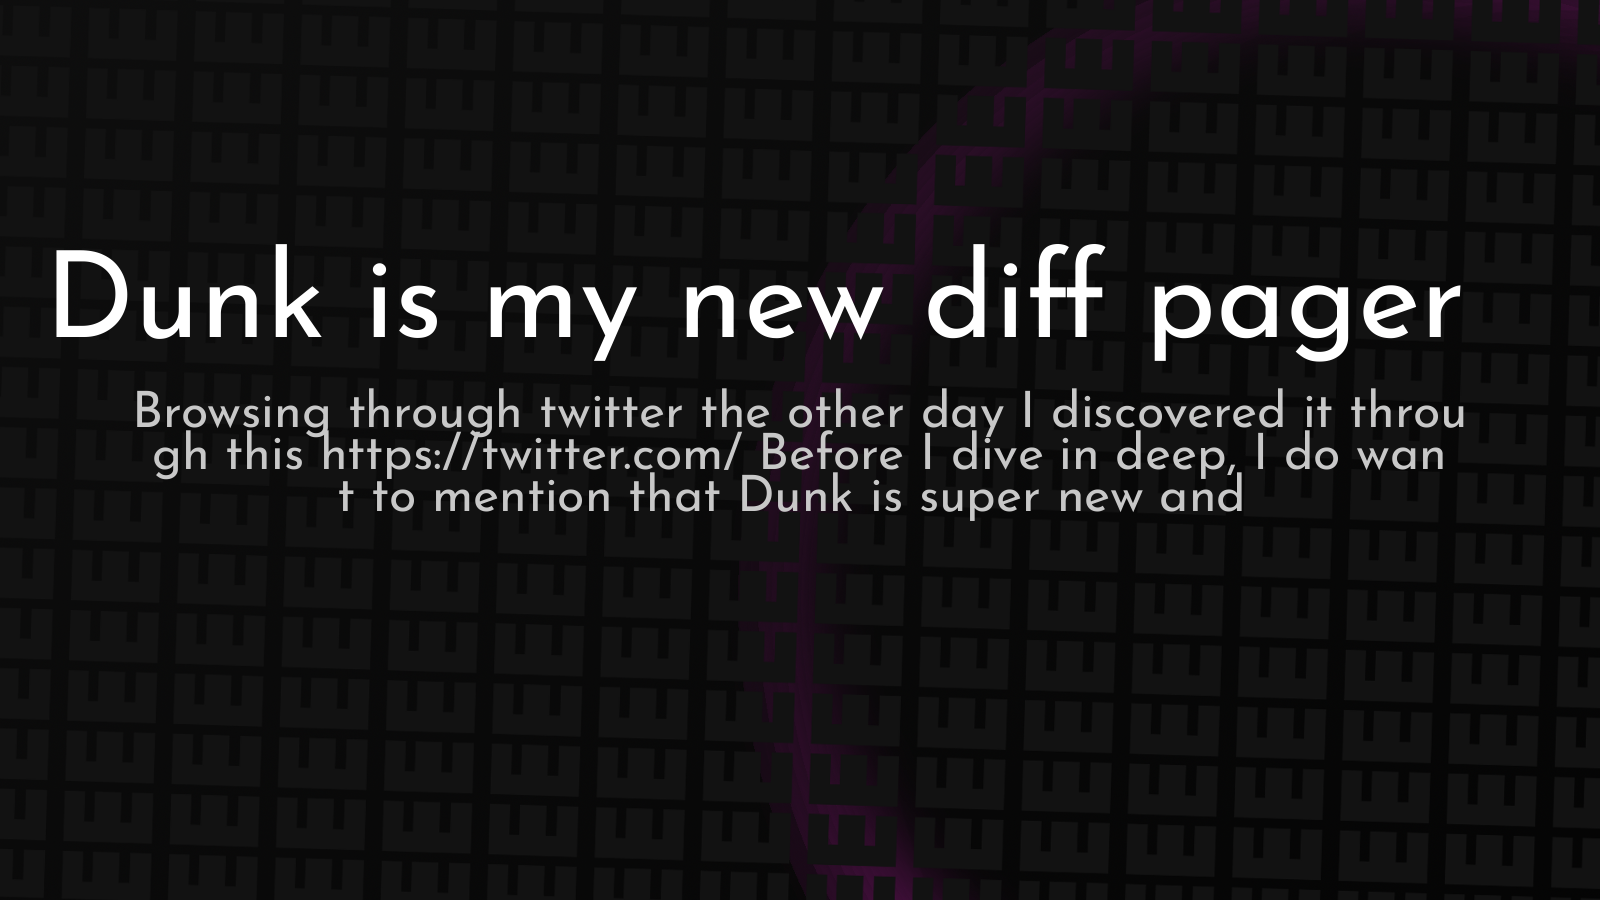 Dunk is my new diff pager
Browsing through twitter the other day I discovered it throu
gh this https://twitter.com/ Before I dive in deep, I do wan
t to mention that Dunk is super new and